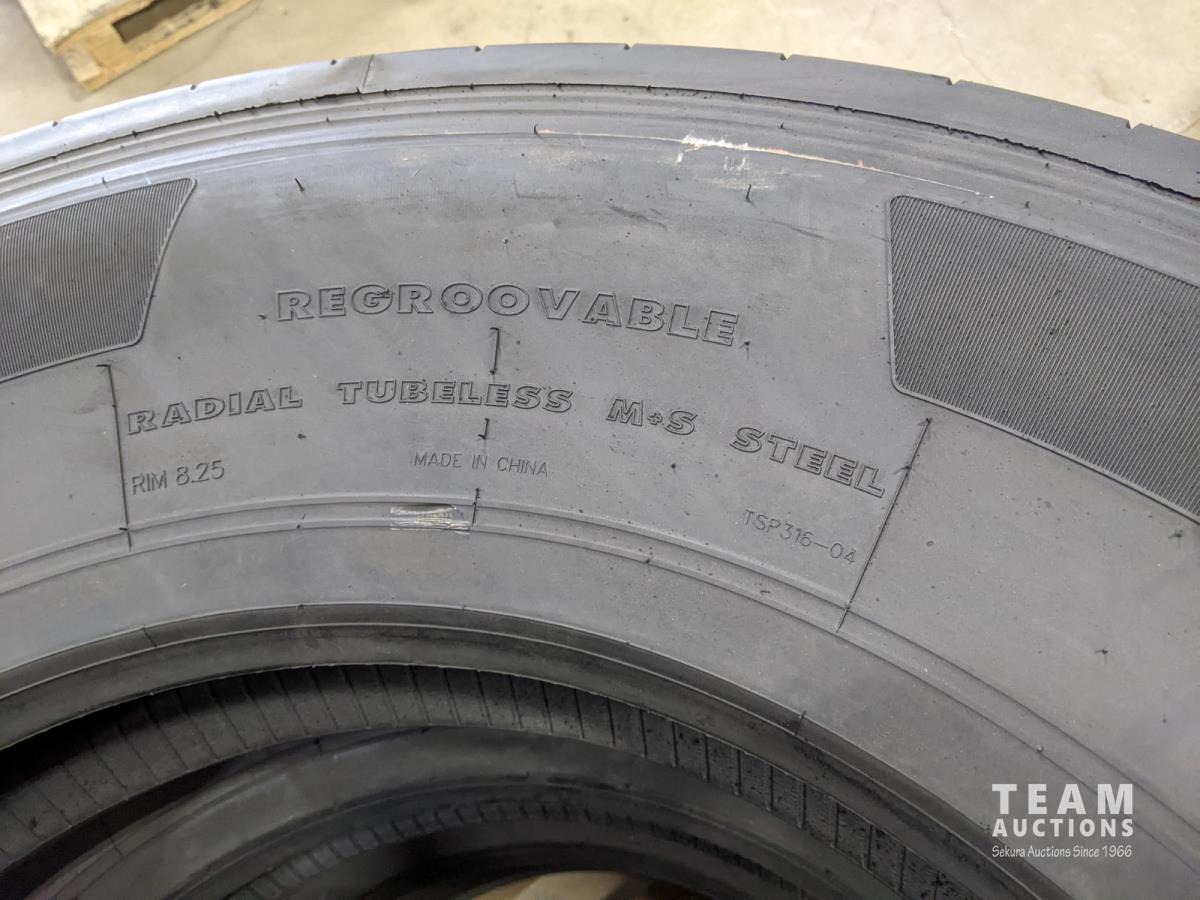 REGROOVABLE
RADIAL TUBELESS M+S STEEL
RIM 8.25
MADE IN CHINA
TSP316-04
TEAM
AUCTIONS
Sekura Auctions Since 1966